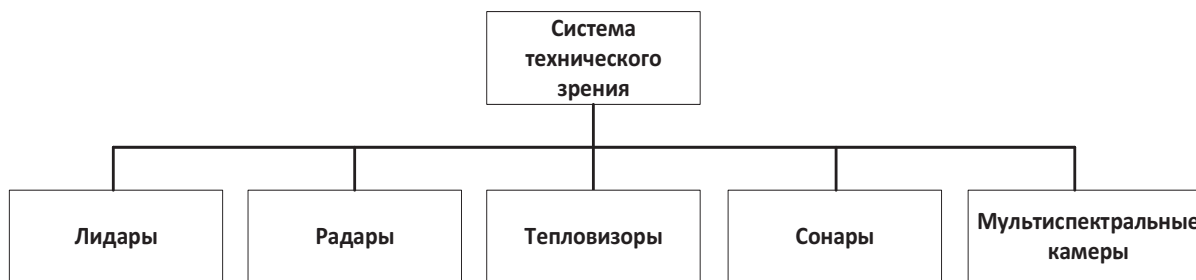 Система
технического
зрения
Лидары
Радары
Тепловизоры
Сонары
Мультиспектральные
камеры